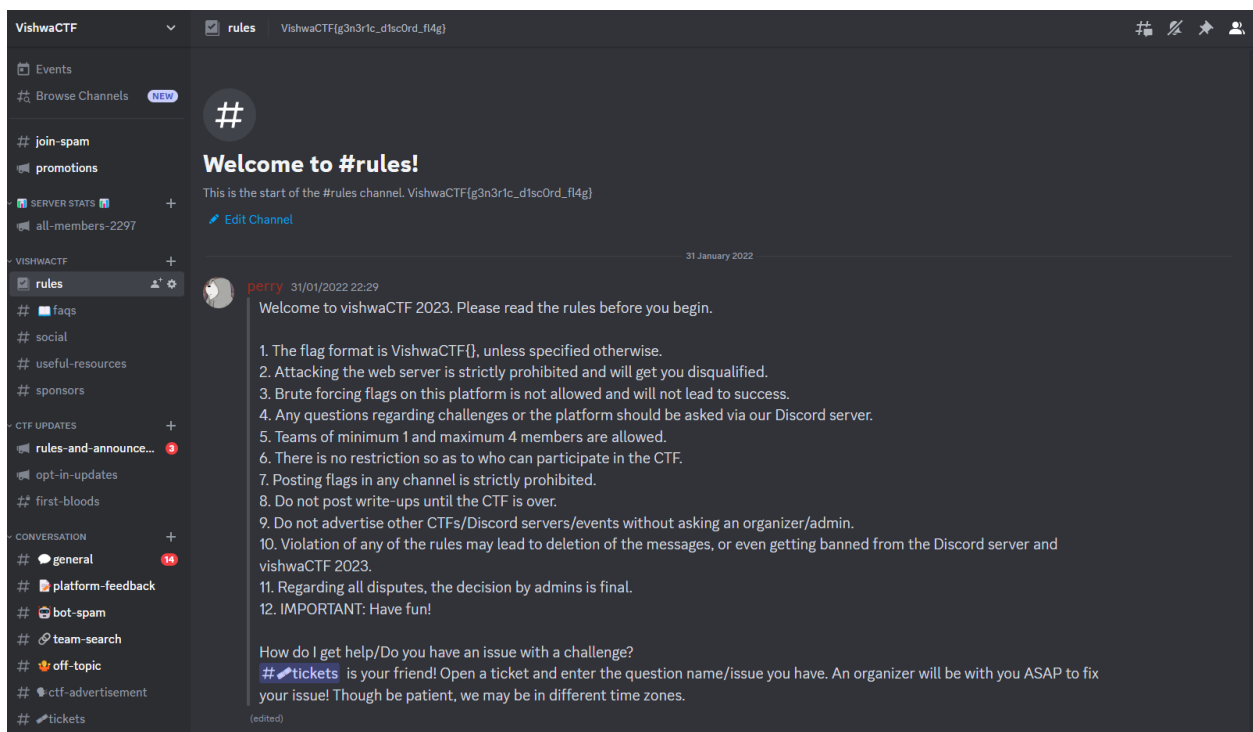 VishwaCTF
rules
VishwaCTF{g3n3r1c_d1sc0rd_fl4g}
Events
Browse Channels
NEW
join-spam
promotions
SERVER STATS
all-members-2297
VISHWACTF
rules
faqs
social
useful-resources
sponsors
CTF UPDATES
rules-and-announce...
3
opt-in-updates
first-bloods
CONVERSATION
general
14
platform-feedback
bot-spam
team-search
off-topic
ctf-advertisement
tickets
Welcome to #rules!
This is the start of the #rules channel. VishwaCTF{g3n3r1c_d1sc0rd_fl4g}
Edit Channel
31 January 2022
perry 31/01/2022 22:29
Welcome to vishwaCTF 2023. Please read the rules before you begin.
1. The flag format is VishwaCTF{}, unless specified otherwise.
2. Attacking the web server is strictly prohibited and will get you disqualified.
3. Brute forcing flags on this platform is not allowed and will not lead to success.
4. Any questions regarding challenges or the platform should be asked via our Discord server.
5. Teams of minimum 1 and maximum 4 members are allowed.
6. There is no restriction so as to who can participate in the CTF.
7. Posting flags in any channel is strictly prohibited.
8. Do not post write-ups until the CTF is over.
9. Do not advertise other CTFs/Discord servers/events without asking an organizer/admin.
10. Violation of any of the rules may lead to deletion of the messages, or even getting banned from the Discord server and
vishwaCTF 2023.
11. Regarding all disputes, the decision by admins is final.
12. IMPORTANT: Have fun!
How do I get help/Do you have an issue with a challenge?
#tickets is your friend! Open a ticket and enter the question name/issue you have. An organizer will be with you ASAP to fix
your issue! Though be patient, we may be in different time zones.
(edited)